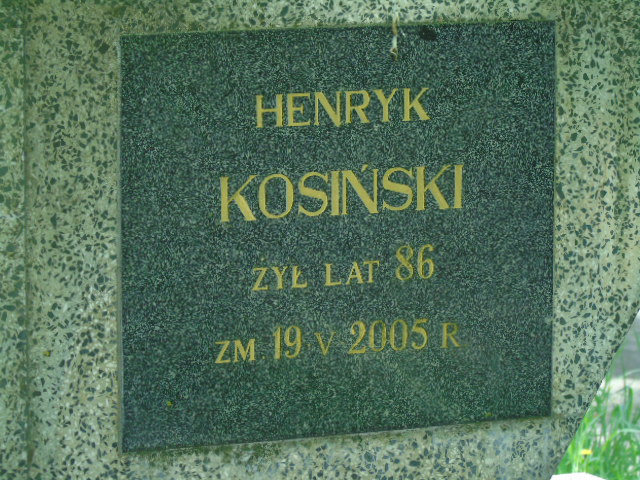 HENRYK
KOSIŃSKI
ŻYŁ LAT 86
ZM 19 V 2005 R.